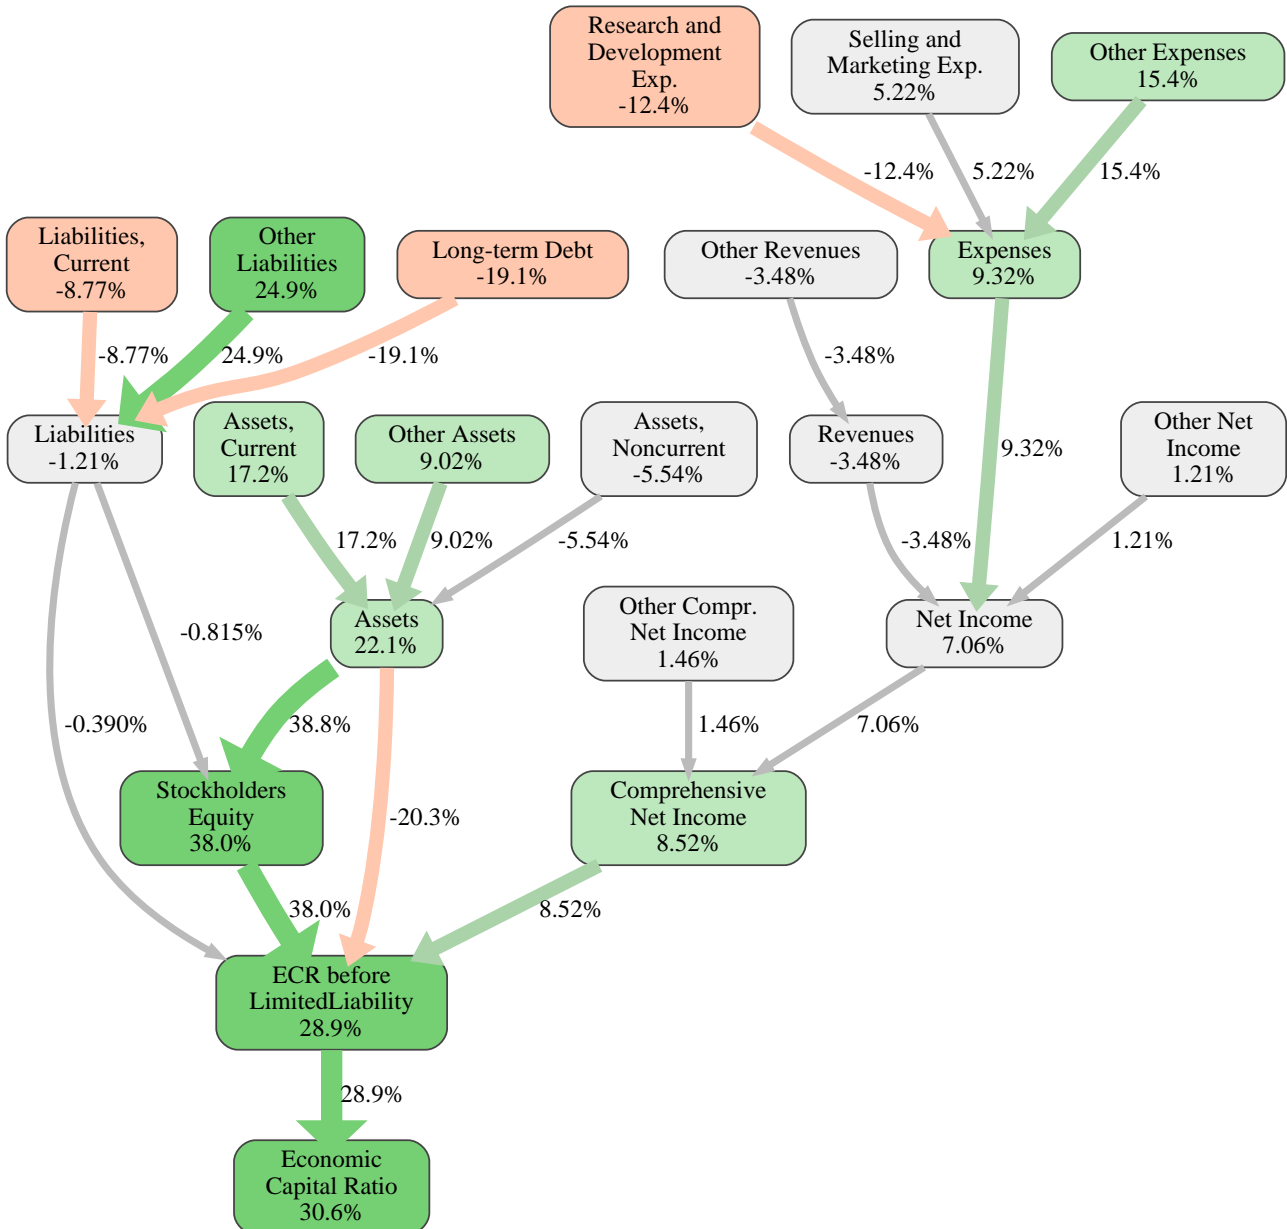 Research and
Development
Exp.
-12.4%
Selling and
Marketing Exp.
5.22%
Other Expenses
15.4%
-12.4%
5.22%
15.4%
Liabilities,
Current
-8.77%
Other
Liabilities
24.9%
Long-term Debt
-19.1%
Other Revenues
-3.48%
Expenses
9.32%
-8.77%
24.9%
-19.1%
-3.48%
Liabilities
-1.21%
Assets,
Current
17.2%
Other Assets
9.02%
Assets,
Noncurrent
-5.54%
Revenues
-3.48%
9.32%
Other Net
Income
1.21%
17.2%
9.02%
-5.54%
-3.48%
1.21%
-0.815%
Assets
22.1%
Other Compr.
Net Income
1.46%
Net Income
7.06%
-0.390%
38.8%
1.46%
7.06%
Stockholders
Equity
38.0%
-20.3%
Comprehensive
Net Income
8.52%
38.0%
8.52%
ECR before
LimitedLiability
28.9%
28.9%
Economic
Capital Ratio
30.6%